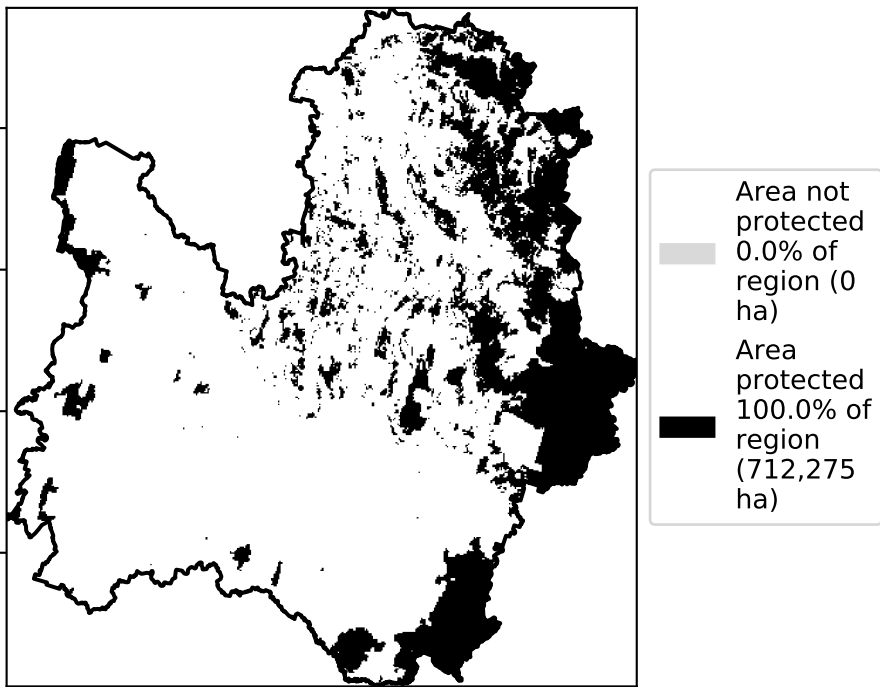 Area not
protected
0.0% of
region (0
ha)
Area
protected
100.0% of
region
(712,275
ha)